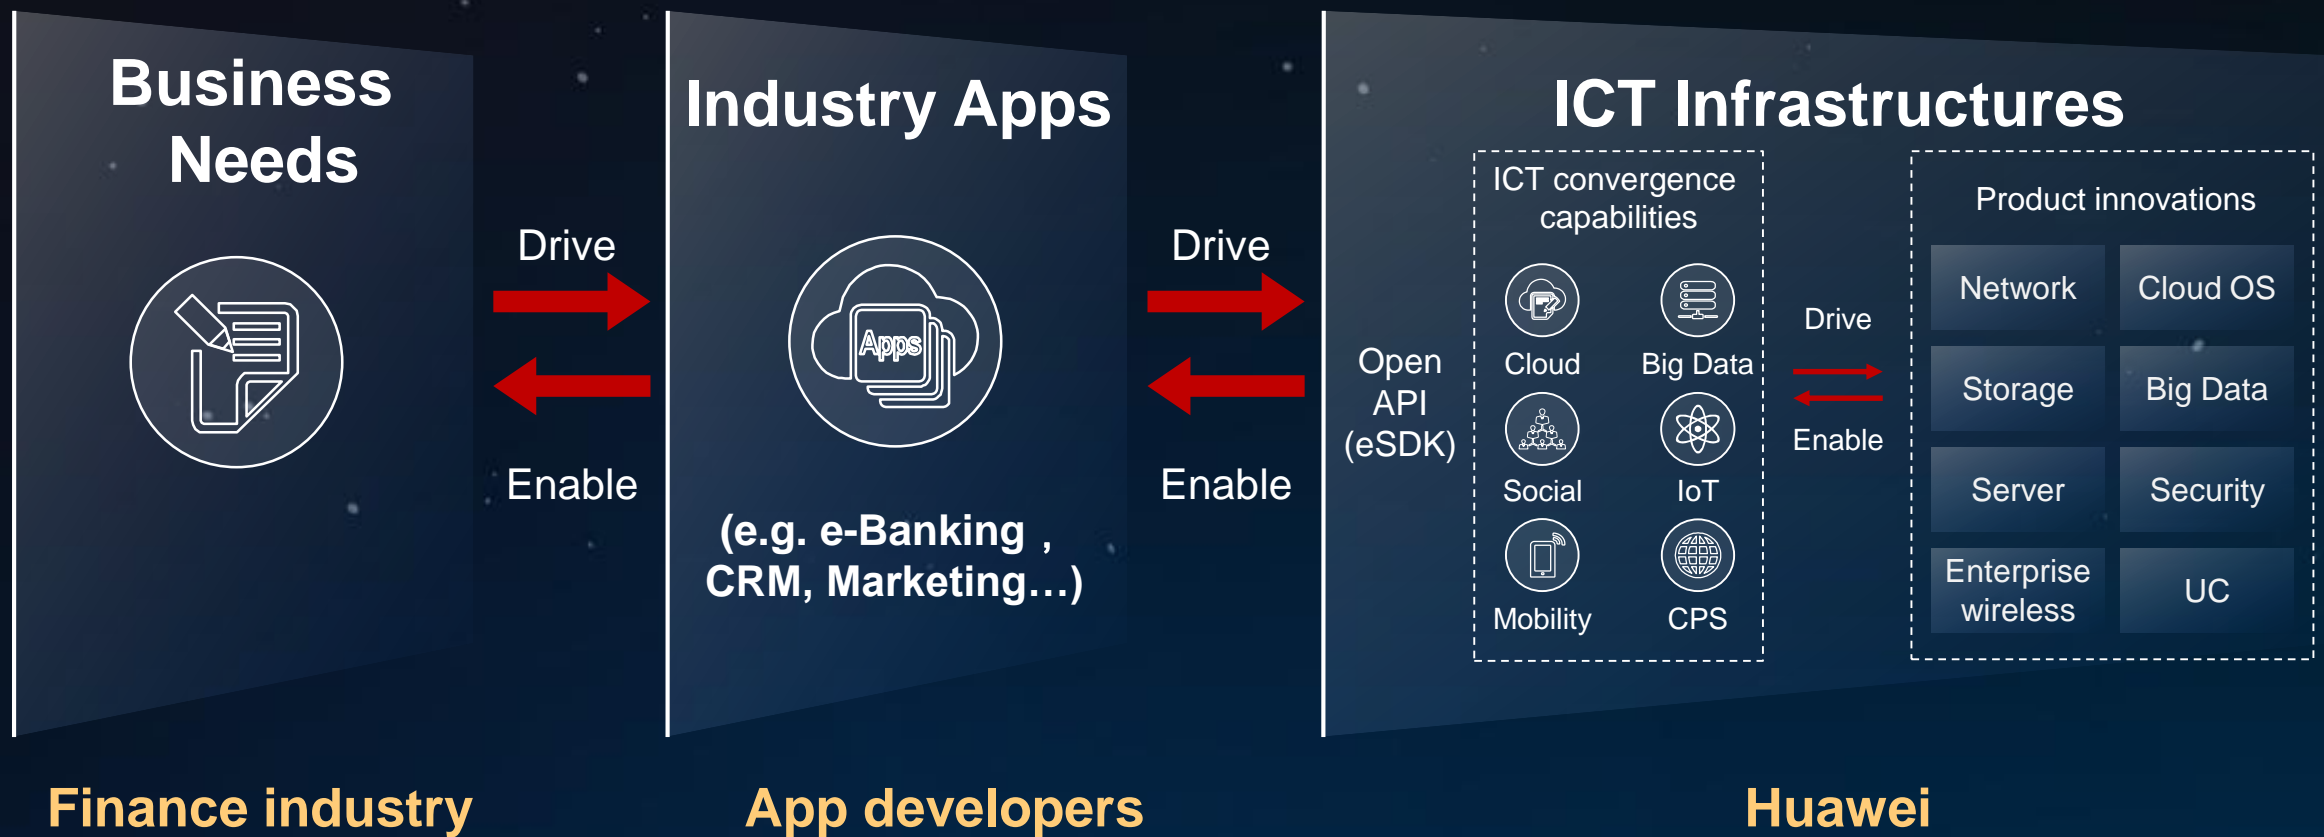 Business
Needs
Drive
Enable
Industry Apps
Apps
(e.g. e-Banking ,
CRM, Marketing…)
Drive
Enable
ICT Infrastructures
Open
API
(eSDK)
ICT convergence
capabilities
Cloud
Big Data
Social
IoT
Mobility
CPS
Drive
Enable
Product innovations
Network
Cloud OS
Storage
Big Data
Server
Security
Enterprise
wireless
UC
Finance industry
App developers
Huawei